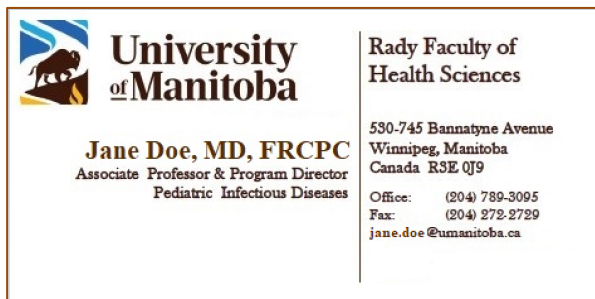 University
of Manitoba
Jane Doe, MD, FRCPC
Associate Professor & Program Director
Pediatric Infectious Diseases
Rady Faculty of
Health Sciences
530-745 Bannatyne Avenue
Winnipeg, Manitoba
Canada R3E 0J9
Office: (204) 789-3095
Fax: (204) 272-2729
jane.doe@umanitoba.ca